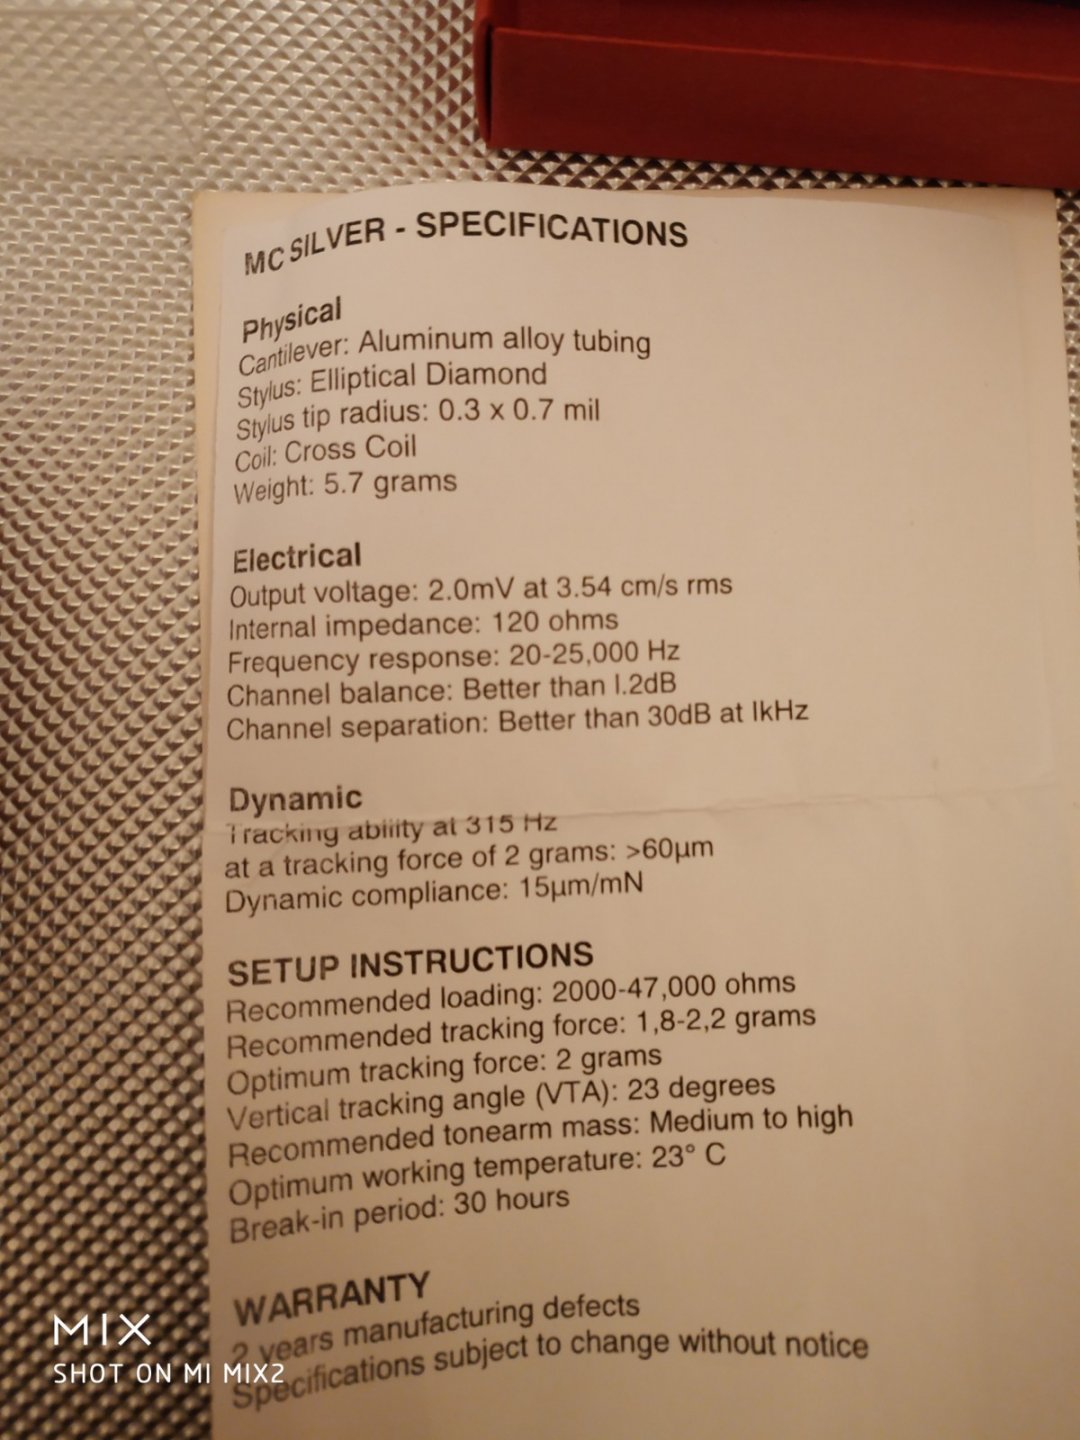 MC SILVER - SPECIFICATIONS
Physical
Cantilever: Aluminum alloy tubing
Stylus: Elliptical Diamond
Stylus tip radius: 0.3 x 0.7 mil
Coil: Cross Coil
Weight: 5.7 grams
Electrical
Output voltage: 2.0mV at 3.54 cm/s rms
Internal impedance: 120 ohms
Frequency response: 20-25,000 Hz
Channel balance: Better than l.2dB
Channel separation: Better than 30dB at lkHz
Dynamic
Tracking ability at 315 Hz
at a tracking force of 2 grams: >60µm
Dynamic compliance: 15µm/mN
SETUP INSTRUCTIONS
Recommended loading: 2000-47,000 ohms
Recommended tracking force: 1,8-2,2 grams
Optimum tracking force: 2 grams
Vertical tracking angle (VTA): 23 degrees
Recommended tonearm mass: Medium to high
Optimum working temperature: 23° C
Break-in period: 30 hours
WARRANTY
2 years manufacturing defects
Specifications subject to change without notice
MIX
SHOT ON MI MIX2